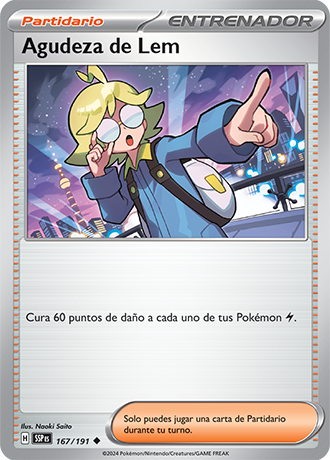 Partidario
ENTRENADOR
Agudeza de Lem
Cura 60 puntos de daño a cada uno de tus Pokémon .
Ilus. Naoki Saito
H SSP ES 167/191
Solo puedes jugar una carta de Partidario
durante tu turno.
©2024 Pokémon/Nintendo/Creatures/GAME FREAK